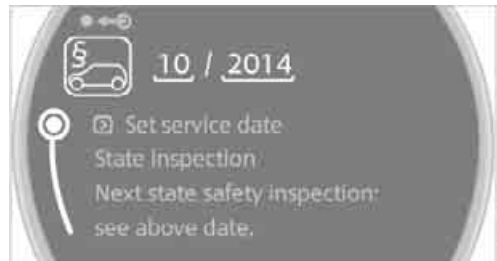 §
10 / 2014
Set service date
State Inspection
Next state safety inspection:
see above date.